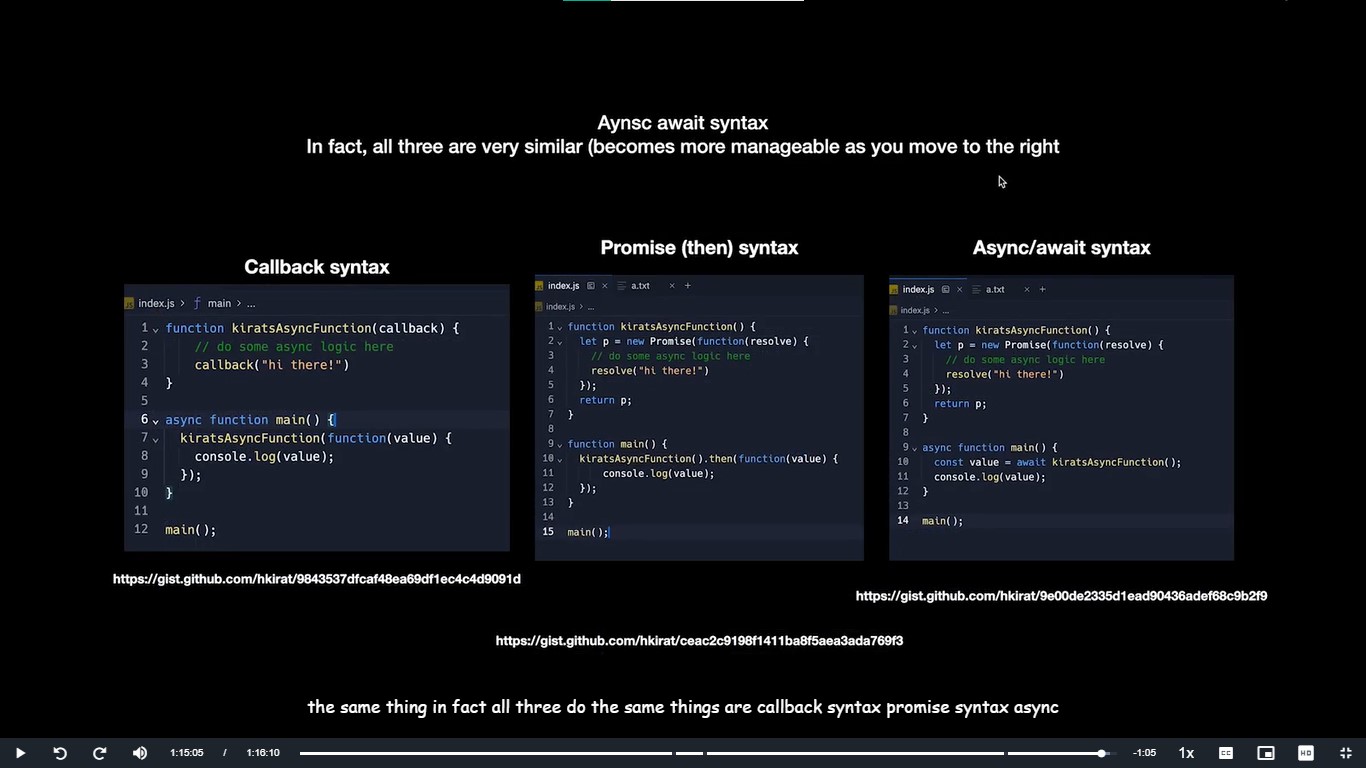 Aynsc await syntax
In fact, all three are very similar (becomes more manageable as you move to the right
Callback syntax
index.js > ƒ main > ...
1 function kiratsAsyncFunction(callback) {
2 // do some async logic here
3 callback("hi there!")
4 }
5
6 async function main() {
7 kiratsAsyncFunction(function(value) {
8 console.log(value);
9 });
10 }
11
12 main();
https://gist.github.com/hkirat/9843537dfcaf48ea69df1ec4c4d9091d
Promise (then) syntax
index.js × a.txt × +
index.js > ...
1 function kiratsAsyncFunction() {
2 let p = new Promise(function(resolve) {
3 // do some async logic here
4 resolve("hi there!")
5 });
6 return p;
7 }
8
9 function main() {
10 kiratsAsyncFunction().then(function(value) {
11 console.log(value);
12 });
13 }
14
15 main();
https://gist.github.com/hkirat/ceac2c9198f1411ba8f5aea3ada769f3
Async/await syntax
index.js × a.txt × +
index.js > ...
1 function kiratsAsyncFunction() {
2 let p = new Promise(function(resolve) {
3 // do some async logic here
4 resolve("hi there!")
5 });
6 return p;
7 }
8
9 async function main() {
10 const value = await kiratsAsyncFunction();
11 console.log(value);
12 }
13
14 main();
https://gist.github.com/hkirat/9e00de2335d1ead90436adef68c9b2f9
the same thing in fact all three do the same things are callback syntax promise syntax async
1:15:05 / 1:16:10 -1:05 1x CC HD